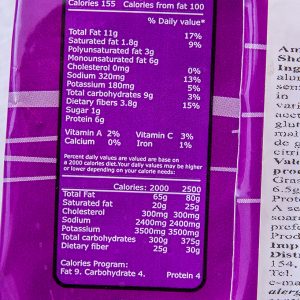 Calories 155 Calories from fat 100
% Daily value*
Total Fat 11g 17%
Saturated fat 1.8g 9%
Polyunsaturated fat 3g
Monounsaturated fat 6g
Cholesterol 0mg 0%
Sodium 320mg 13%
Potassium 180mg 5%
Total carbohydrates 9g 3%
Dietary fibers 3.8g 15%
Sugar 1g
Protein 6g
Vitamin A 2% Vitamin C 3%
Calcium 0% Iron 1%
Percent daily values are valued are based on
a 2000 calories diet.Your daily values may be higher
or lower depending on your calorie needs:
Calories: 2000 2500
Total Fat 65g 80g
Saturated fat 20g 25g
Cholesterol 300mg 300mg
Sodium 2400mg 2400mg
Potassium 3500mg 3500mg
Total carbohydrates 300g 375g
Dietary fiber 25g 30g
Calories Program:
Fat 9. Carbohydrate 4. Protein 4